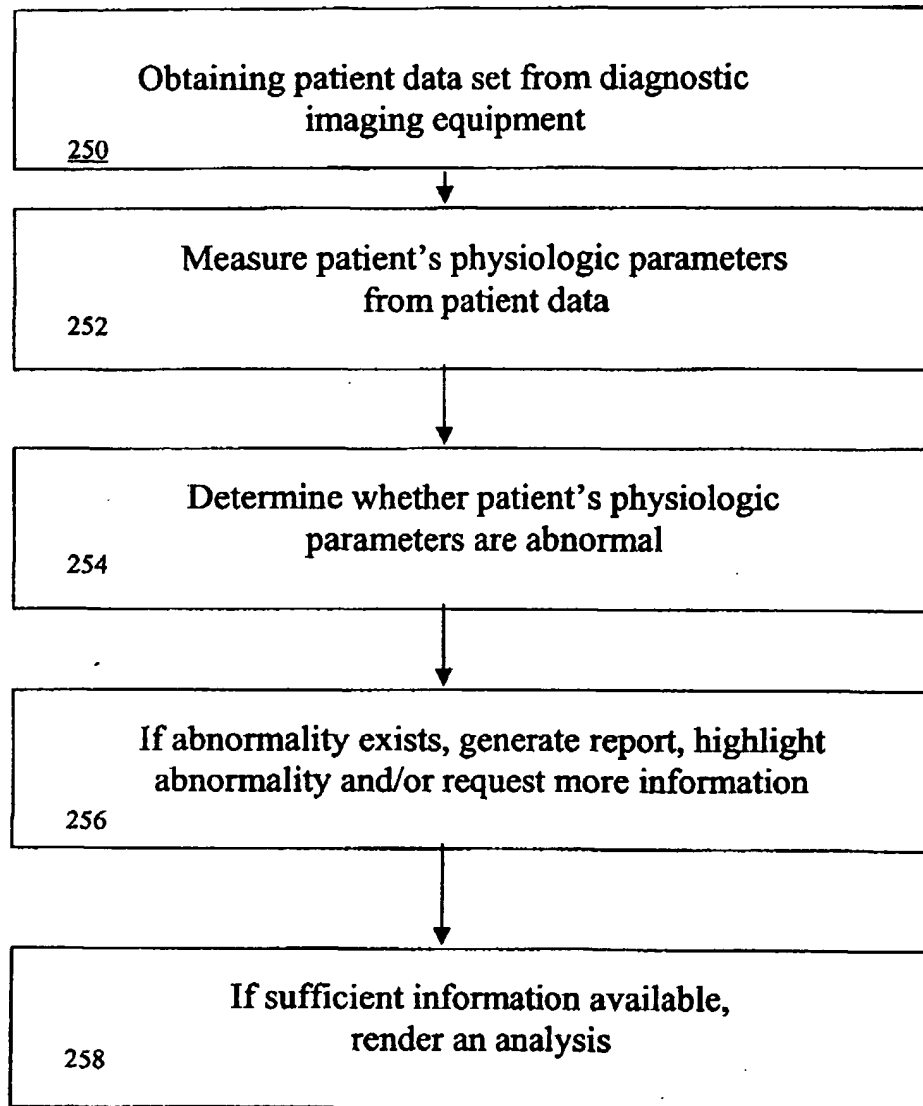 Obtaining patient data set from diagnostic
imaging equipment
250
Measure patient’s physiologic parameters
from patient data
252
Determine whether patient’s physiologic
parameters are abnormal
254
If abnormality exists, generate report, highlight
abnormality and/or request more information
256
If sufficient information available,
render an analysis
258